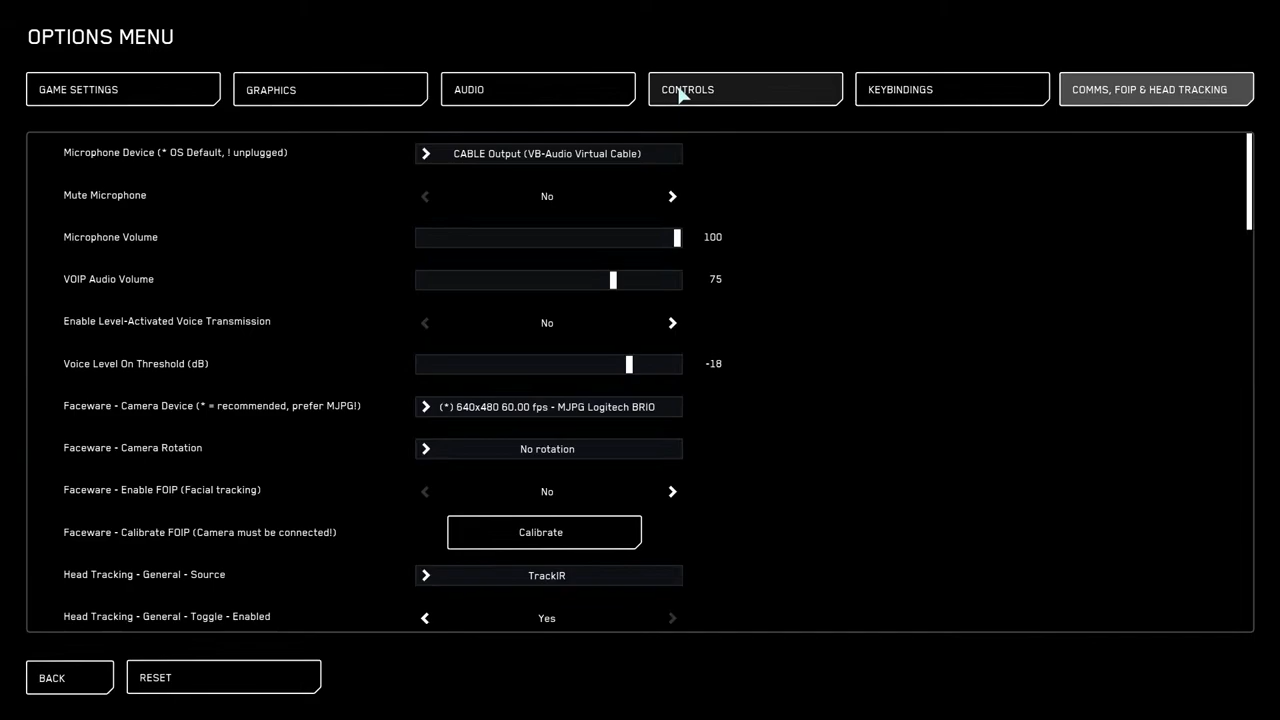 OPTIONS MENU
GAME SETTINGS
GRAPHICS
AUDIO
CONTROLS
KEYBINDINGS
COMMS, FOIP & HEAD TRACKING
Microphone Device (* OS Default, ! unplugged)
CABLE Output (VB-Audio Virtual Cable)
Mute Microphone
No
Microphone Volume
100
VOIP Audio Volume
75
Enable Level-Activated Voice Transmission
No
Voice Level On Threshold (dB)
-18
Faceware - Camera Device (* = recommended, prefer MJPG!)
(*) 640x480 60.00 fps - MJPG Logitech BRIO
Faceware - Camera Rotation
No rotation
Faceware - Enable FOIP (Facial tracking)
No
Faceware - Calibrate FOIP (Camera must be connected!)
Calibrate
Head Tracking - General - Source
TrackIR
Head Tracking - General - Toggle - Enabled
Yes
BACK
RESET